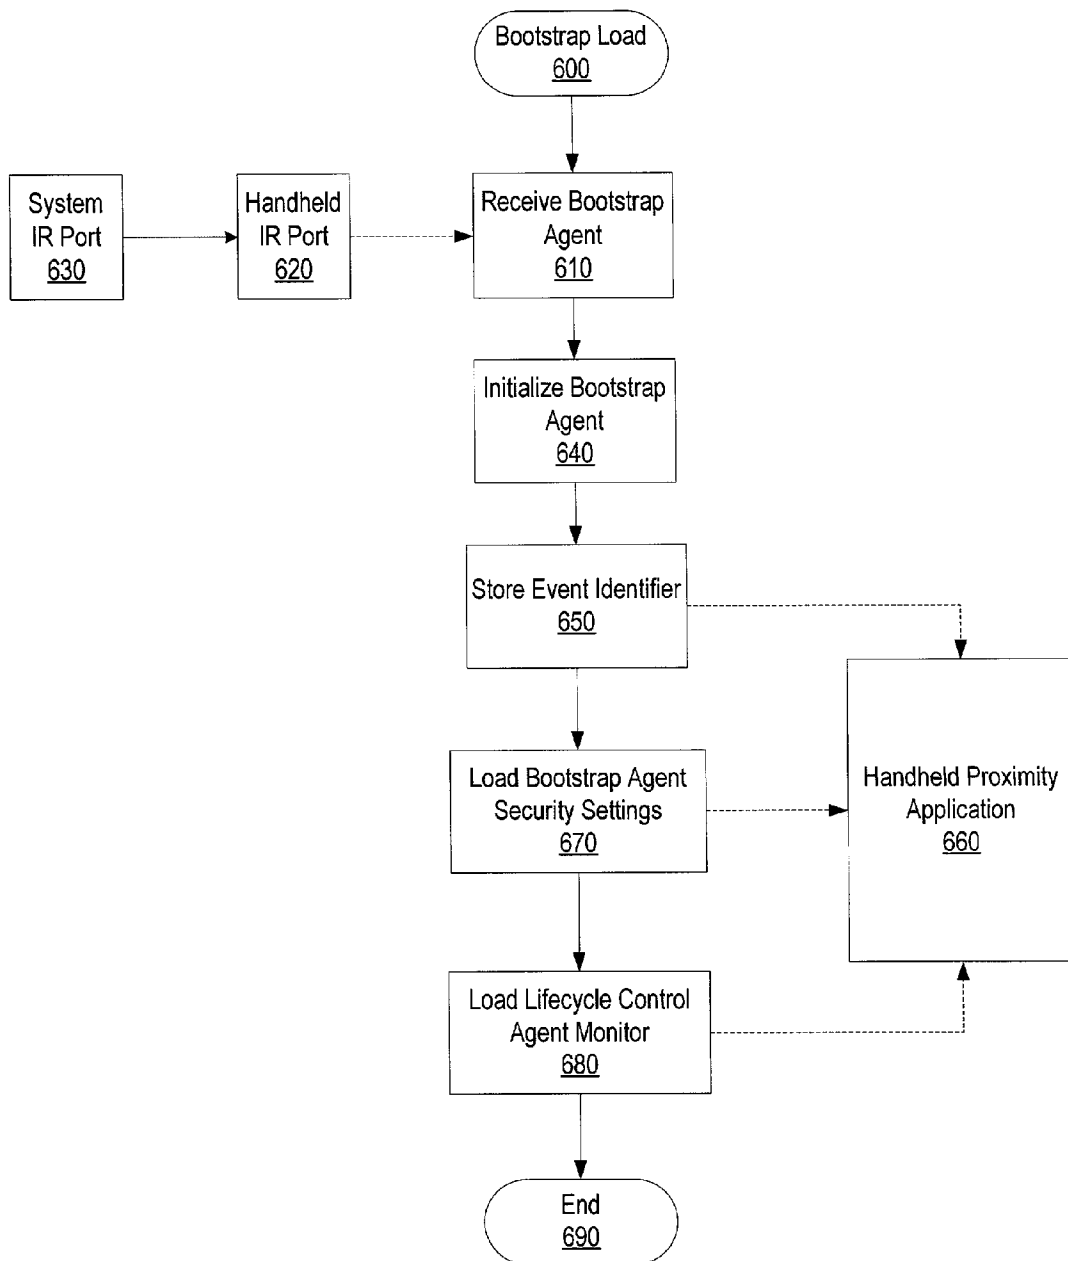 Bootstrap Load
600
System
IR Port
630
Handheld
IR Port
620
Receive Bootstrap
Agent
610
Initialize Bootstrap
Agent
640
Store Event Identifier
650
Load Bootstrap Agent
Security Settings
670
Handheld Proximity
Application
660
Load Lifecycle Control
Agent Monitor
680
End
690